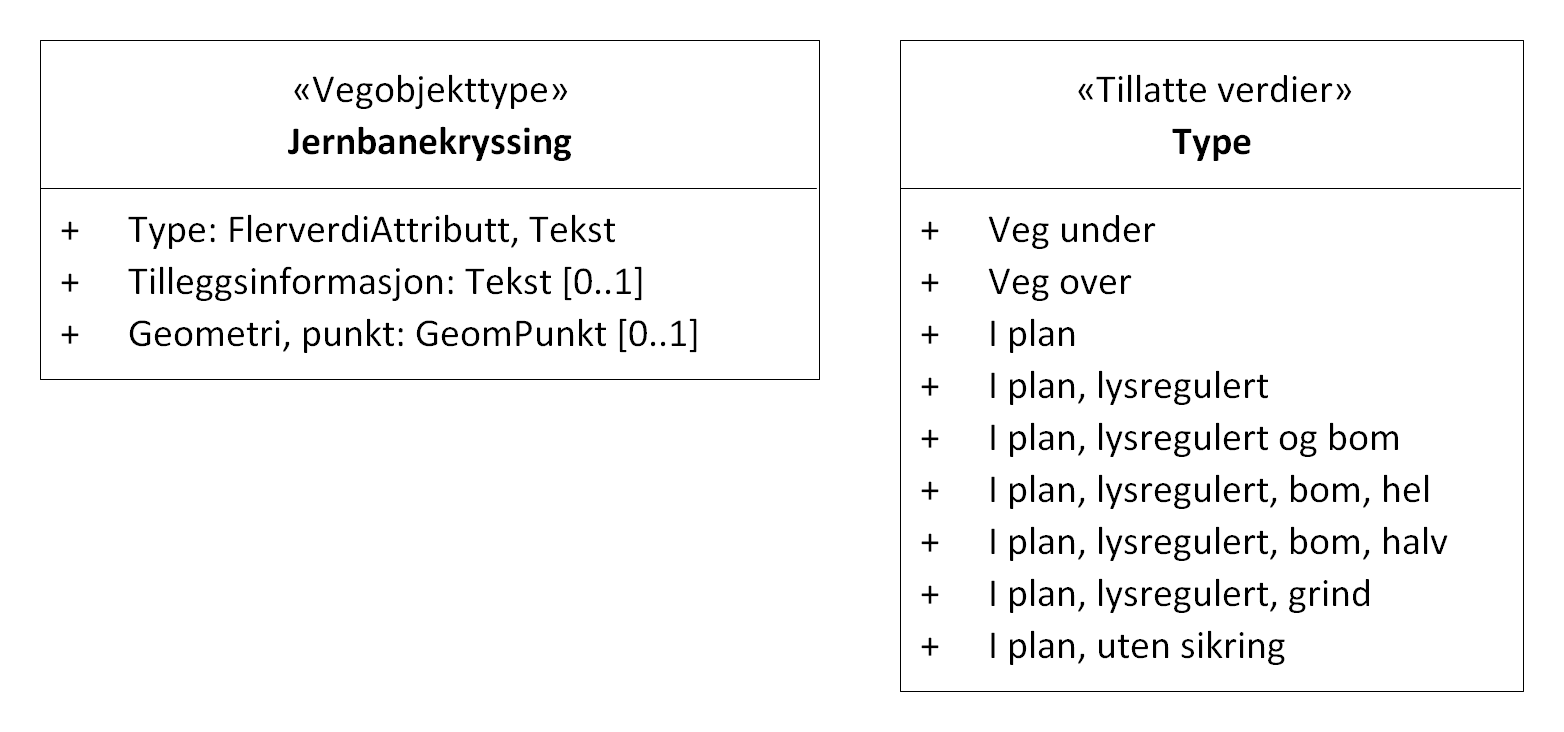 «Vegobjekttype»
Jernbanekryssing
+ Type: FlerverdiAttributt, Tekst
+ Tilleggsinformasjon: Tekst [0..1]
+ Geometri, punkt: GeomPunkt [0..1]
«Tillatte verdier»
Type
+ Veg under
+ Veg over
+ I plan
+ I plan, lysregulert
+ I plan, lysregulert og bom
+ I plan, lysregulert, bom, hel
+ I plan, lysregulert, bom, halv
+ I plan, lysregulert, grind
+ I plan, uten sikring